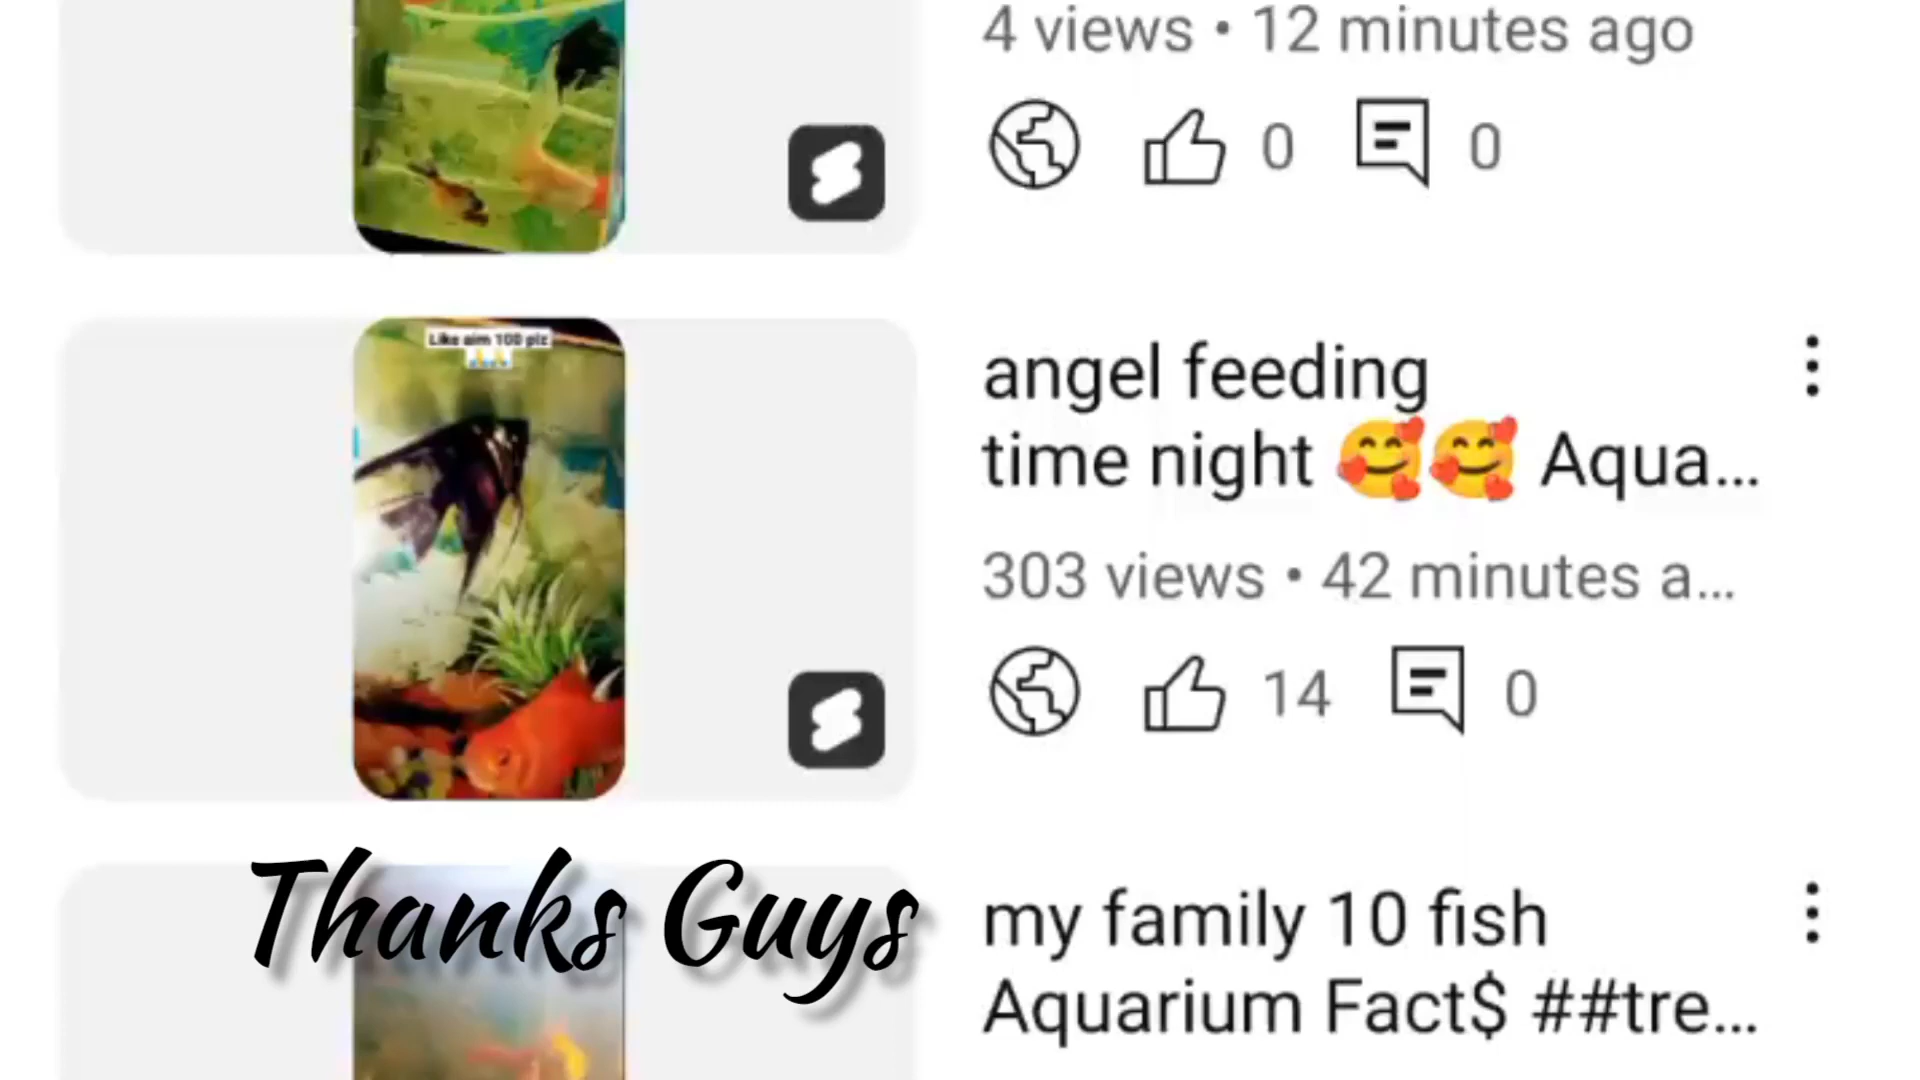 4 views • 12 minutes ago
0 0
Like aim 100 plz
🙏🙏
angel feeding
time night 🥰🥰 Aqua...
303 views • 42 minutes a...
14 0
Thanks Guys
my family 10 fish
Aquarium Fact$ ##tre...